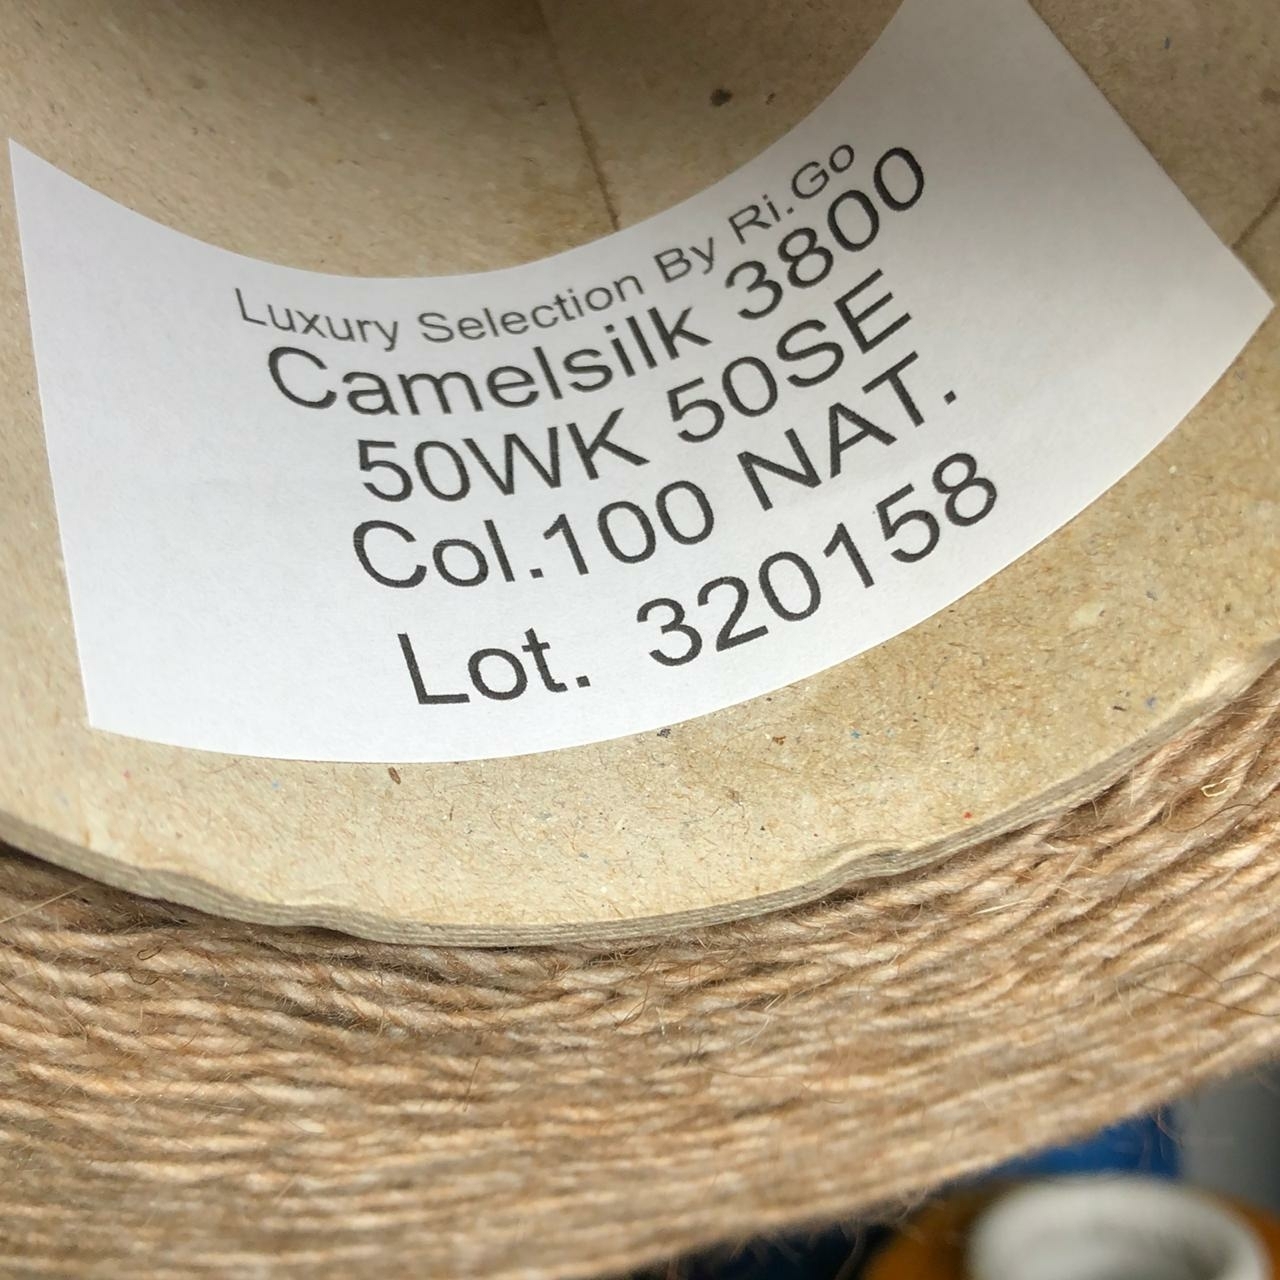 Luxury Selection By Ri.Go
Camelsilk 3800
50WK 50SE
Col.100 NAT.
Lot. 320158